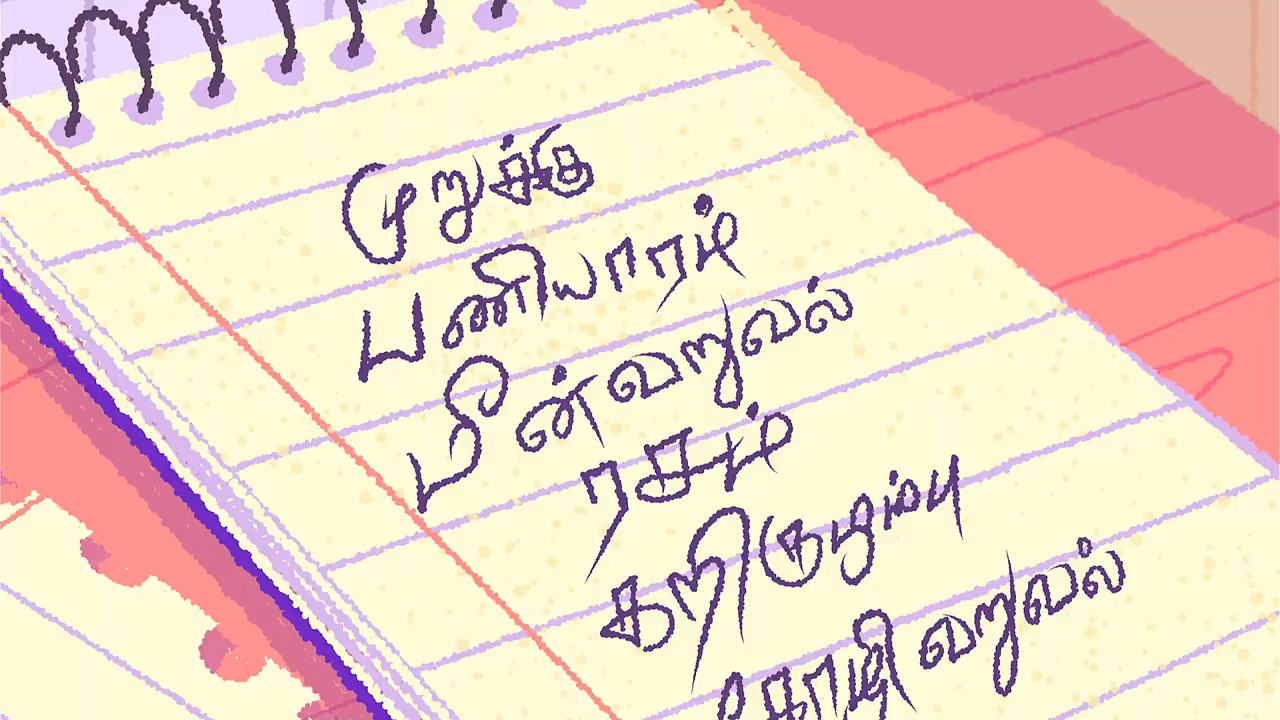 முறுக்கு
பணியாரம்
மீன் வறுவல்
ரசம்
கறி குழம்பு
கோழி வறுவல்